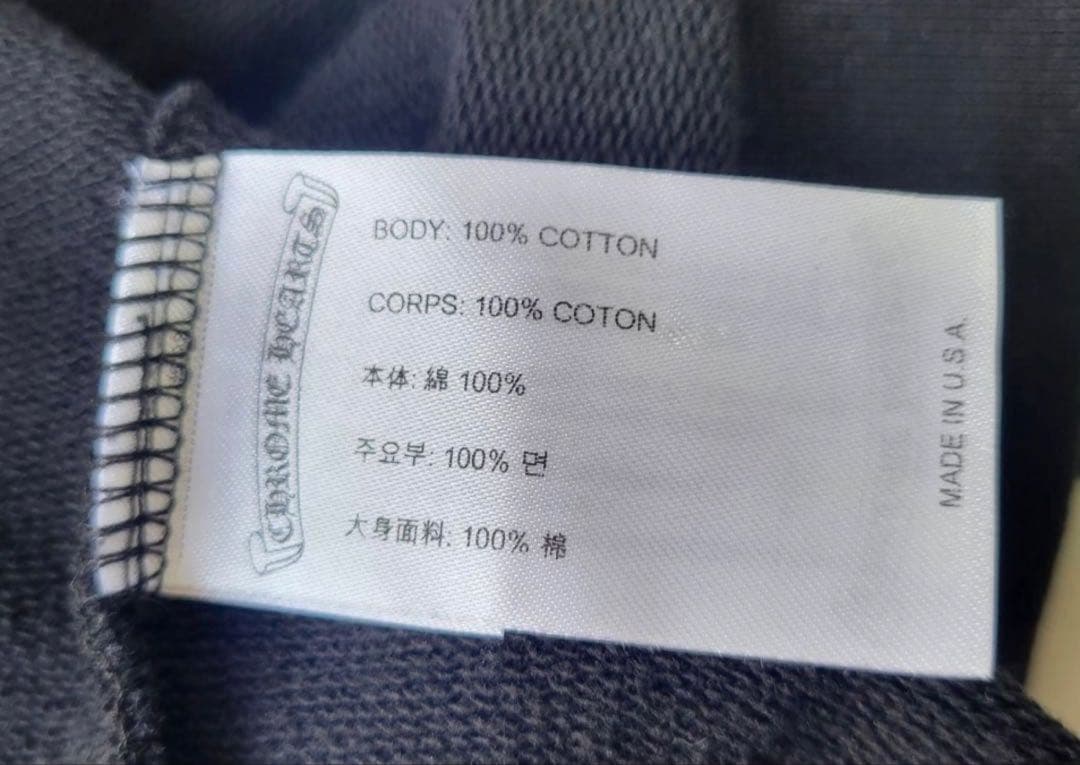 CHROME HEARTS
BODY: 100% COTTON
CORPS: 100% COTON
本体: 綿 100%
주요부: 100% 면
大身面料: 100% 棉
MADE IN U.S.A.